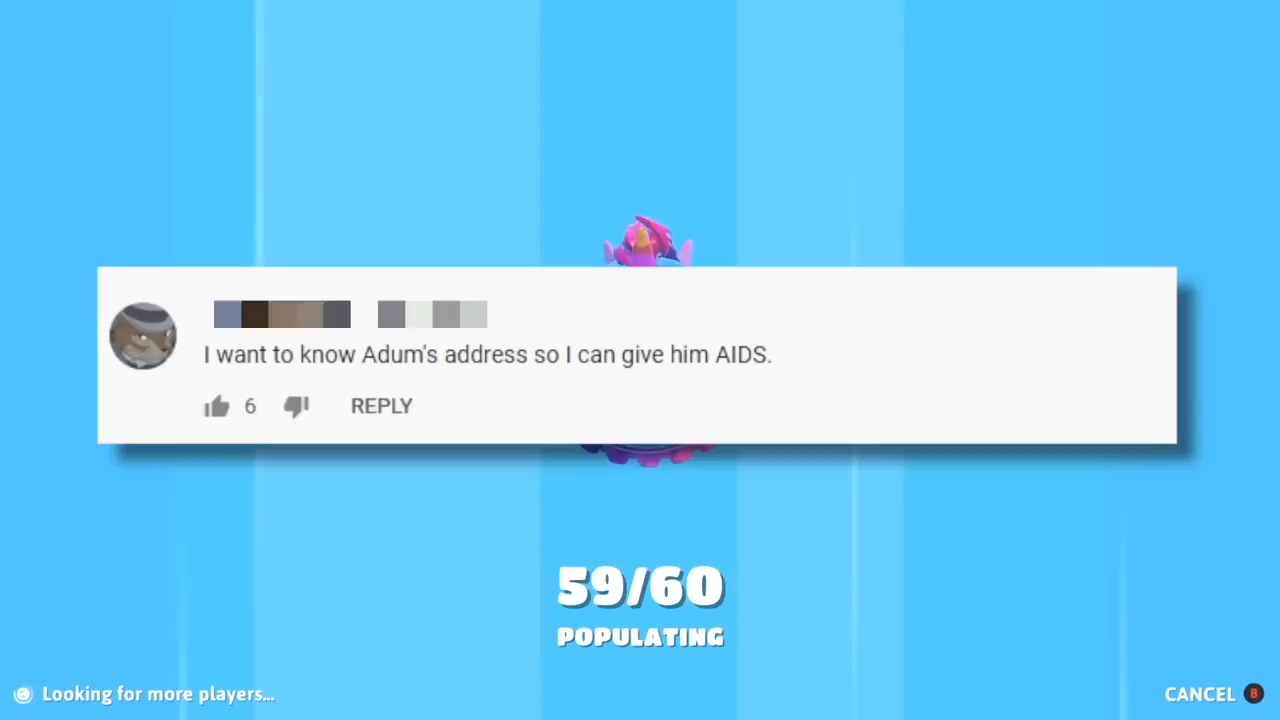 I want to know Adum's address so I can give him AIDS.
6
REPLY
59/60
POPULATING
Looking for more players...
CANCEL B